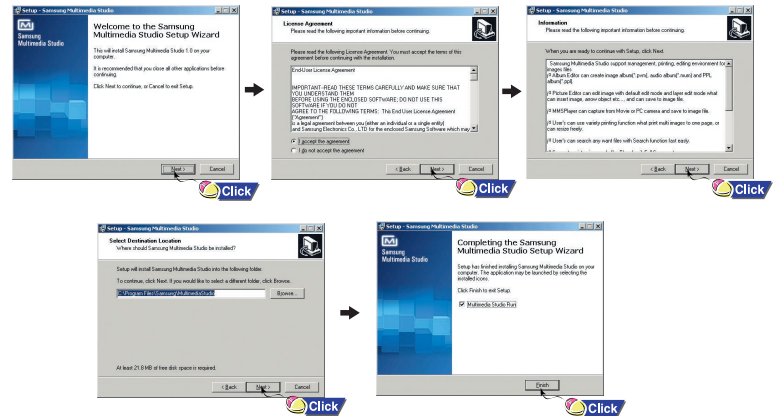 Setup - Samsung Multimedia Studio
Samsung
Multimedia Studio
Welcome to the Samsung
Multimedia Studio Setup Wizard
This will install Samsung Multimedia Studio 1.0 on your
computer.
It is recommended that you close all other applications before
continuing.
Click Next to continue, or Cancel to exit Setup.
Next >
Cancel
Click
Setup - Samsung Multimedia Studio
License Agreement
Please read the following important information before continuing.
Please read the following License Agreement. You must accept the terms of this
agreement before continuing with the installation.
End-User License Agreement
IMPORTANT-READ THESE TERMS CAREFULLY AND MAKE SURE THAT
YOU UNDERSTAND THEM
BEFORE USING THE ENCLOSED SOFTWARE; DO NOT USE THIS
SOFTWARE IF YOU DO NOT
AGREE TO THE FOLLOWING TERMS: This End User License Agreement
("Agreement")
is a legal agreement between you (either an individual or a single entity)
and Samsung Electronics Co., LTD for the enclosed Samsung Software which may
I accept the agreement
I do not accept the agreement
< Back
Next >
Cancel
Click
Setup - Samsung Multimedia Studio
Information
Please read the following important information before continuing.
When you are ready to continue with Setup, click Next.
Samsung Multimedia Studio support management, printing, editing environment for
images files
Album Editor can create image album(*.pxm), audio album(*.mum) and PPL
album(*.ppl).
Picture Editor can edit image with default edit mode and layer edit mode what
can insert image, arrow object etc..., and can save to image file.
MMSPlayer can capture from Movie or PC camera and save to image file.
User's can use variety printing function what print multi images to one page, or
can resize freely.
User's can search any want files with Search function fast easily.
< Back
Next >
Cancel
Click
Setup - Samsung Multimedia Studio
Select Destination Location
Where should Samsung Multimedia Studio be installed?
Setup will install Samsung Multimedia Studio into the following folder.
To continue, click Next. If you would like to select a different folder, click Browse.
C:\Program Files\Samsung\MultimediaStudio
Browse...
At least 21.8 MB of free disk space is required.
< Back
Next >
Cancel
Click
Setup - Samsung Multimedia Studio
Samsung
Multimedia Studio
Completing the Samsung
Multimedia Studio Setup Wizard
Setup has finished installing Samsung Multimedia Studio on your
computer. The application may be launched by selecting the
installed icons.
Click Finish to exit Setup.
Multimedia Studio Run
Finish
Click